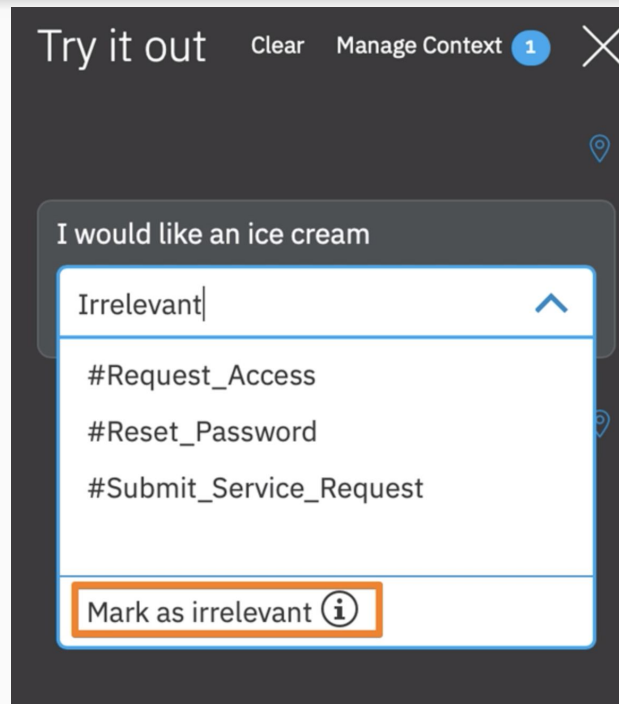 Try it out Clear Manage Context 1
I would like an ice cream
Irrelevant
#Request_Access
#Reset_Password
#Submit_Service_Request
Mark as irrelevant